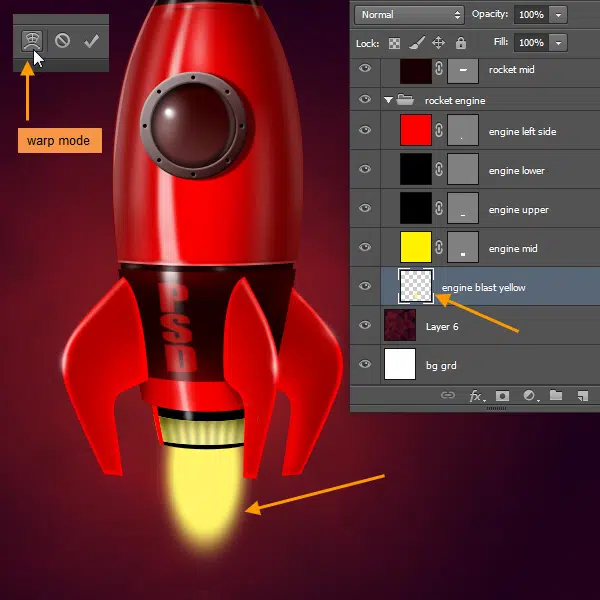 Normal
Opacity: 100%
Lock:
Fill: 100%
rocket mid
rocket engine
engine left side
engine lower
engine upper
engine mid
engine blast yellow
Layer 6
bg grd
fx
warp mode
PSD